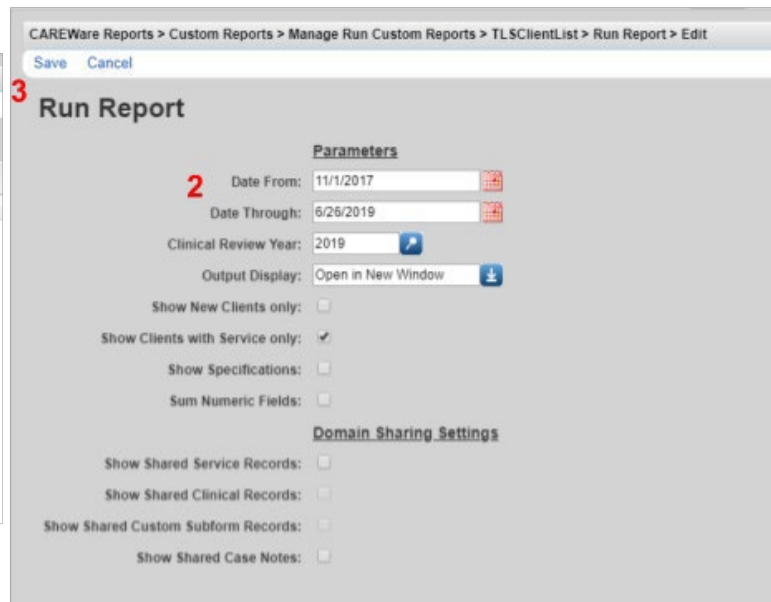 CAREWare Reports > Custom Reports > Manage Run Custom Reports > TLSClientList > Run Report > Edit
Save Cancel
3
Run Report
Parameters
2 Date From: 11/1/2017
Date Through: 6/26/2019
Clinical Review Year: 2019
Output Display: Open in New Window
Show New Clients only:
Show Clients with Service only:
Show Specifications:
Sum Numeric Fields:
Domain Sharing Settings
Show Shared Service Records:
Show Shared Clinical Records:
Show Shared Custom Subform Records:
Show Shared Case Notes: